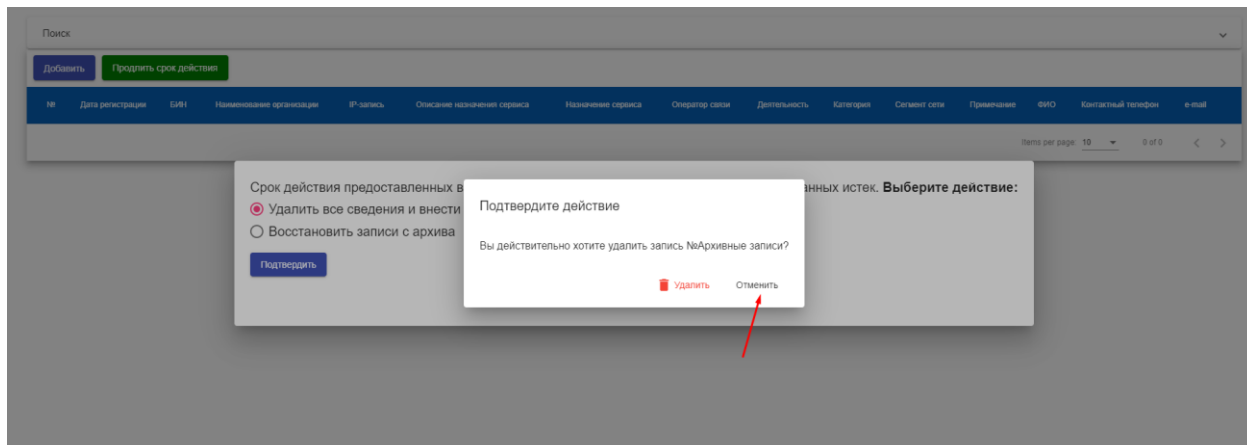 Поиск
Добавить Продлить срок действия
№ Дата регистрации БИН Наименование организации IP-запись Описание назначения сервиса Назначение сервиса Оператор связи Деятельность Категория Сегмент сети Примечание ФИО Контактный телефон e-mail
Items per page: 10 0 of 0
Срок действия предоставленных в нных истек. Выберите действие:
Удалить все сведения и внести
Восстановить записи с архива
Подтвердить
Подтвердите действие
Вы действительно хотите удалить запись №Архивные записи?
Удалить Отменить